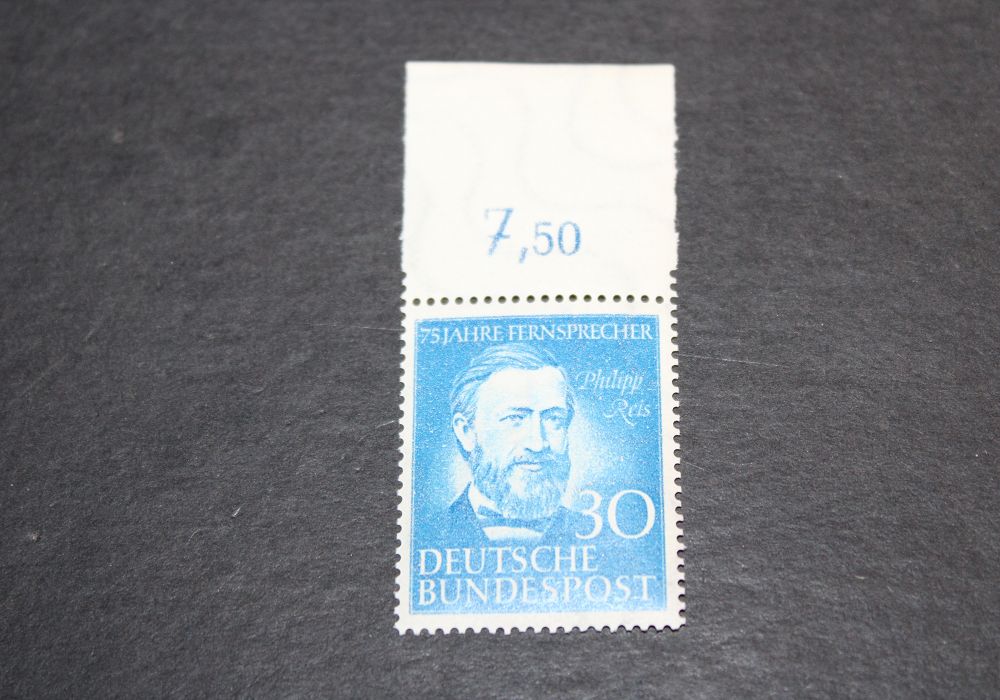 7,50
75 JAHRE FERNSPRECHER
Philipp
Reis
30
DEUTSCHE
BUNDESPOST